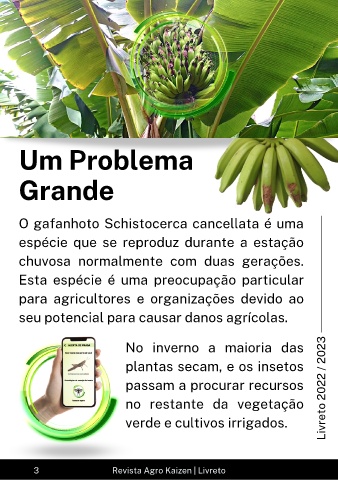 Um Problema
Grande
O gafanhoto Schistocerca cancellata é uma
espécie que se reproduz durante a estação
chuvosa normalmente com duas gerações.
Esta espécie é uma preocupação particular
para agricultores e organizações devido ao
seu potencial para causar danos agrícolas.
No inverno a maioria das
plantas secam, e os insetos
passam a procurar recursos
no restante da vegetação
verde e cultivos irrigados.
Livreto 2022 / 2023
3
Revista Agro Kaizen | Livreto